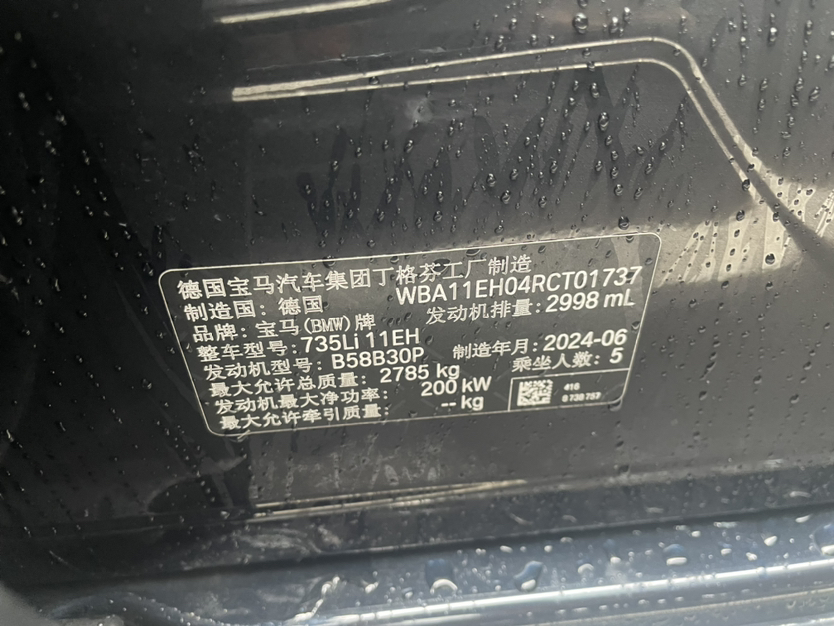 德国宝马汽车集团丁格芬工厂制造
制造国：德国 WBA11EH04RCT01737
品牌：宝马(BMW)牌 发动机排量：2998 mL
整车型号：735Li 11EH
发动机型号：B58B30P 制造年月：2024-06
最大允许总质量：2785 kg 乘坐人数：5
发动机最大净功率： 200 kW
最大允许牵引质量： -- kg
416
8 738 757